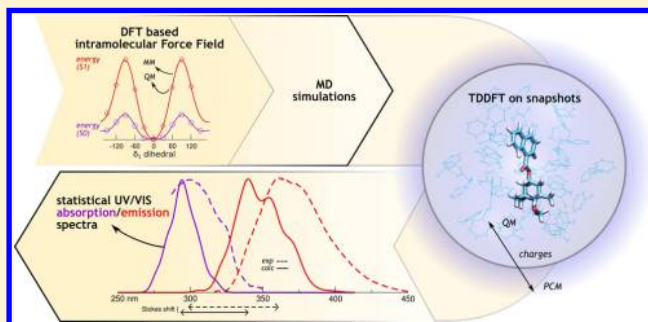 DFT based
intramolecular Force Field
energy
(S1)
MM
QM
energy
(S0)
-120 -60 0 80 160
δ1 dihedral
MD
simulations
TDDFT on snapshots
QM
charges
PCM
statistical UV/VIS
absorption/emission
spectra
exp
calc
250 nm 300 350 400 450
Stokes shift